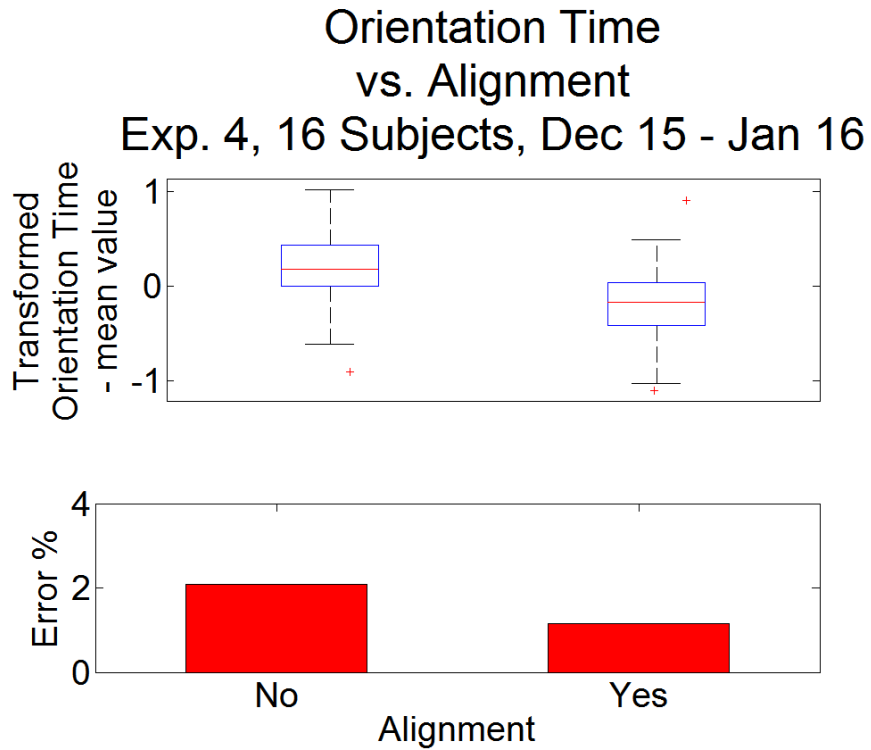 Orientation Time
vs. Alignment
Exp. 4, 16 Subjects, Dec 15 - Jan 16
Transformed
Orientation Time
- mean value
1
0
-1
Error %
4
2
0
No Yes
Alignment